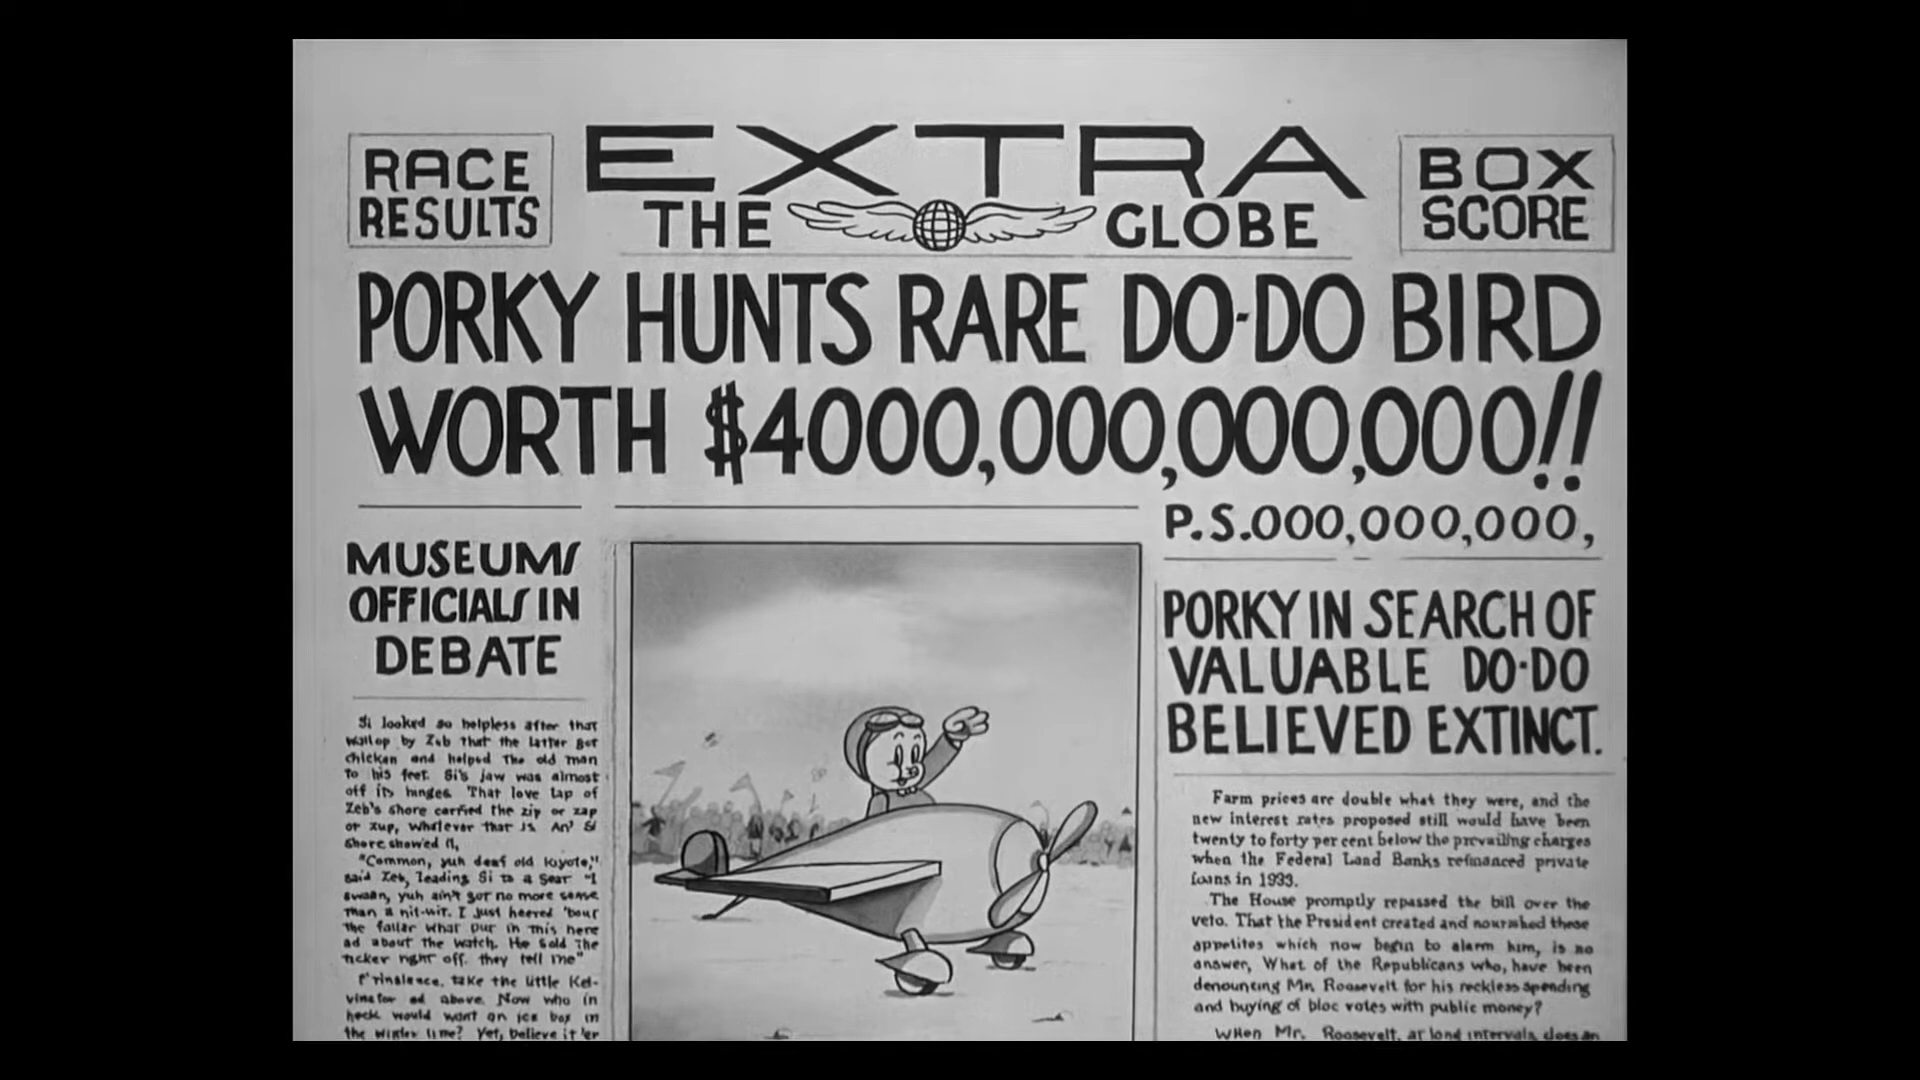 RACE
RESULTS
EXTRA
THE GLOBE
BOX
SCORE
PORKY HUNTS RARE DO-DO BIRD
WORTH $4000,000,000,000!!
P.S.000,000,000,
MUSEUMS
OFFICIALS IN
DEBATE
Si looked so helpless after that
wallop by Zeb that the latter got
chicken and helped the old man
to his feet. Si's jaw was almost
off its hinges. That love tap of
Zeb's shore carried the zip or zap
or zup, whatever that is. An' Si
shore showed it,
"Common, yuh deaf old kiyote,"
said Zeb, leading Si to a seat "I
swaan, yuh ain't got no more sense
than a nit-wit. I just heered 'bout
the fallar what put in this here
ad about the watch. He sold the
ticker right off. they tell me"
F'rinslence, take the little Kel-
vinator ad above. Now who in
heck would want an ice box in
the winter time? Yet, believe it 'er
PORKY IN SEARCH OF
VALUABLE DO-DO
BELIEVED EXTINCT.
Farm prices are double what they were, and the
new interest rates proposed still would have been
twenty to forty per cent below the prevailing charges
when the Federal Land Banks refinanced private
loans in 1933.
The House promptly repassed the bill over the
veto. That the President created and nourished these
appetites which now begin to alarm him, is no
answer, What of the Republicans who, have been
denouncing Mr. Roosevelt for his reckless spending
and buying of bloc votes with public money?
When Mr. Roosevelt, at long intervals, does an